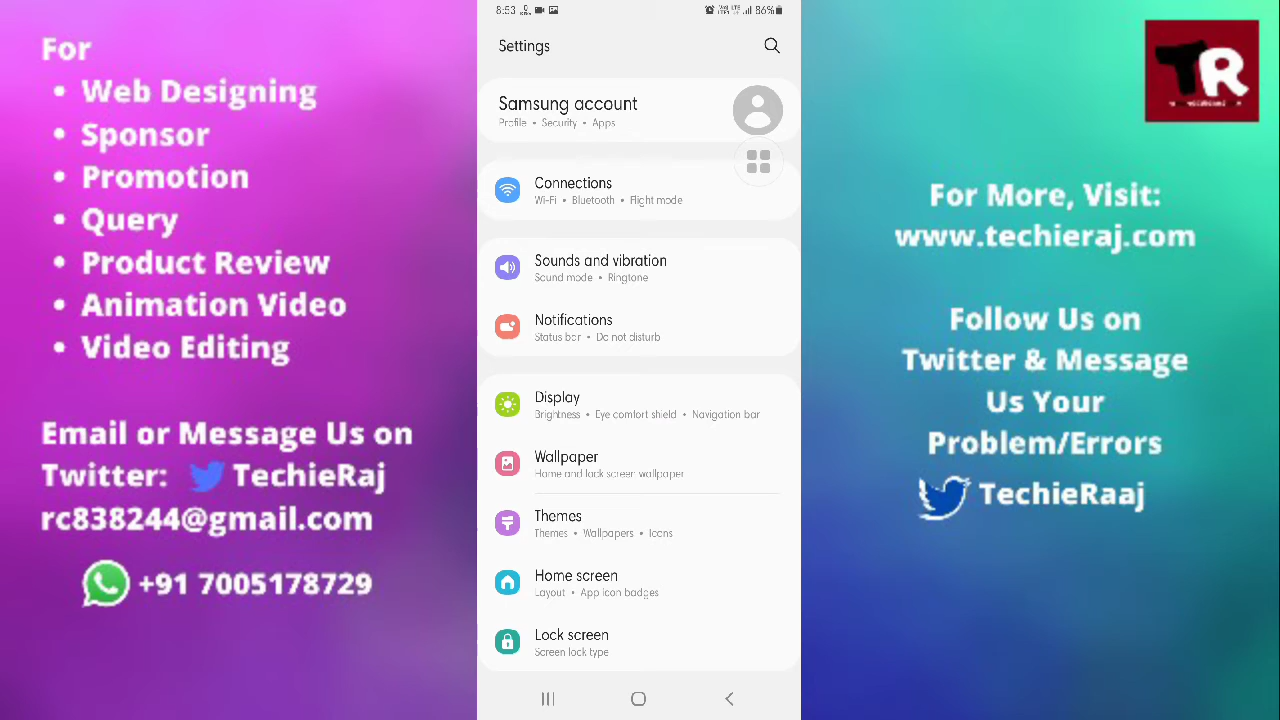 For
• Web Designing
• Sponsor
• Promotion
• Query
• Product Review
• Animation Video
• Video Editing
Email or Message Us on
Twitter: TechieRaj
rc838244@gmail.com
+91 7005178729
8:53
86%
Settings
Samsung account
Profile • Security • Apps
Connections
Wi-Fi • Bluetooth • Flight mode
Sounds and vibration
Sound mode • Ringtone
Notifications
Status bar • Do not disturb
Display
Brightness • Eye comfort shield • Navigation bar
Wallpaper
Home and lock screen wallpaper
Themes
Themes • Wallpapers • Icons
Home screen
Layout • App icon badges
Lock screen
Screen lock type
TR
For More, Visit:
www.techieraj.com
Follow Us on
Twitter & Message
Us Your
Problem/Errors
TechieRaaj